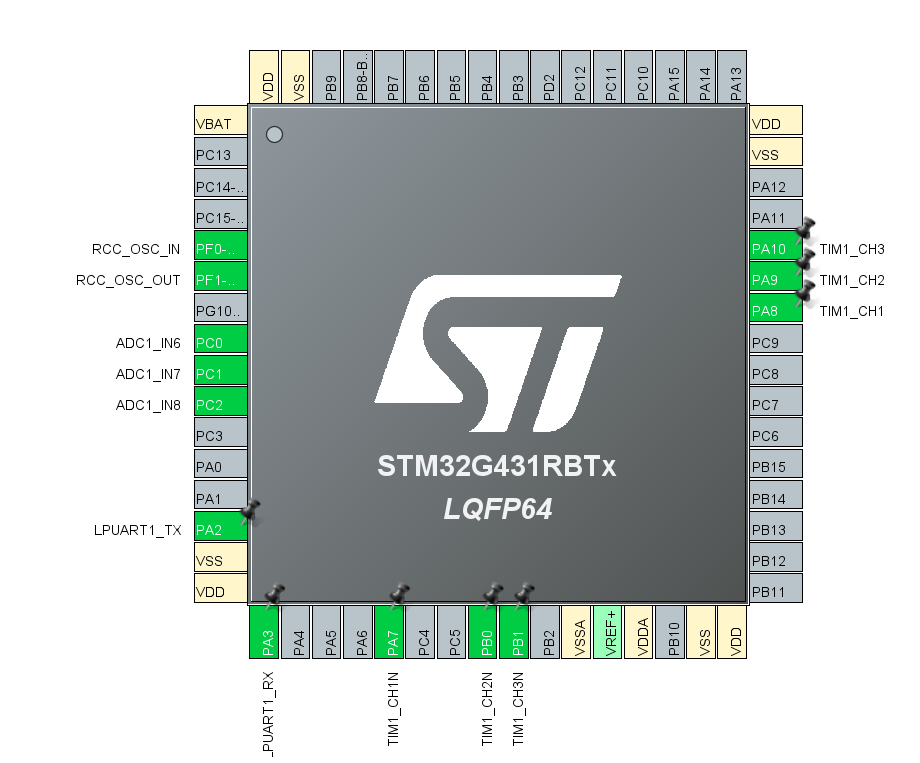 VDD
VSS
PB9
PB8-B..
PB7
PB6
PB5
PB4
PB3
PD2
PC12
PC11
PC10
PA15
PA14
PA13
VBAT
PC13
PC14-..
PC15-..
RCC_OSC_IN PF0-..
RCC_OSC_OUT PF1-..
PG10..
ADC1_IN6 PC0
ADC1_IN7 PC1
ADC1_IN8 PC2
PC3
PA0
PA1
LPUART1_TX PA2
VSS
VDD
ST
STM32G431RBTx
LQFP64
VDD
VSS
PA12
PA11
PA10 TIM1_CH3
PA9 TIM1_CH2
PA8 TIM1_CH1
PC9
PC8
PC7
PC6
PB15
PB14
PB13
PB12
PB11
PA3
PA4
PA5
PA6
PA7
PC4
PC5
PB0
PB1
PB2
VSSA
VREF+
VDDA
PB10
VSS
VDD
PUART1_RX
TIM1_CH1N
TIM1_CH2N
TIM1_CH3N